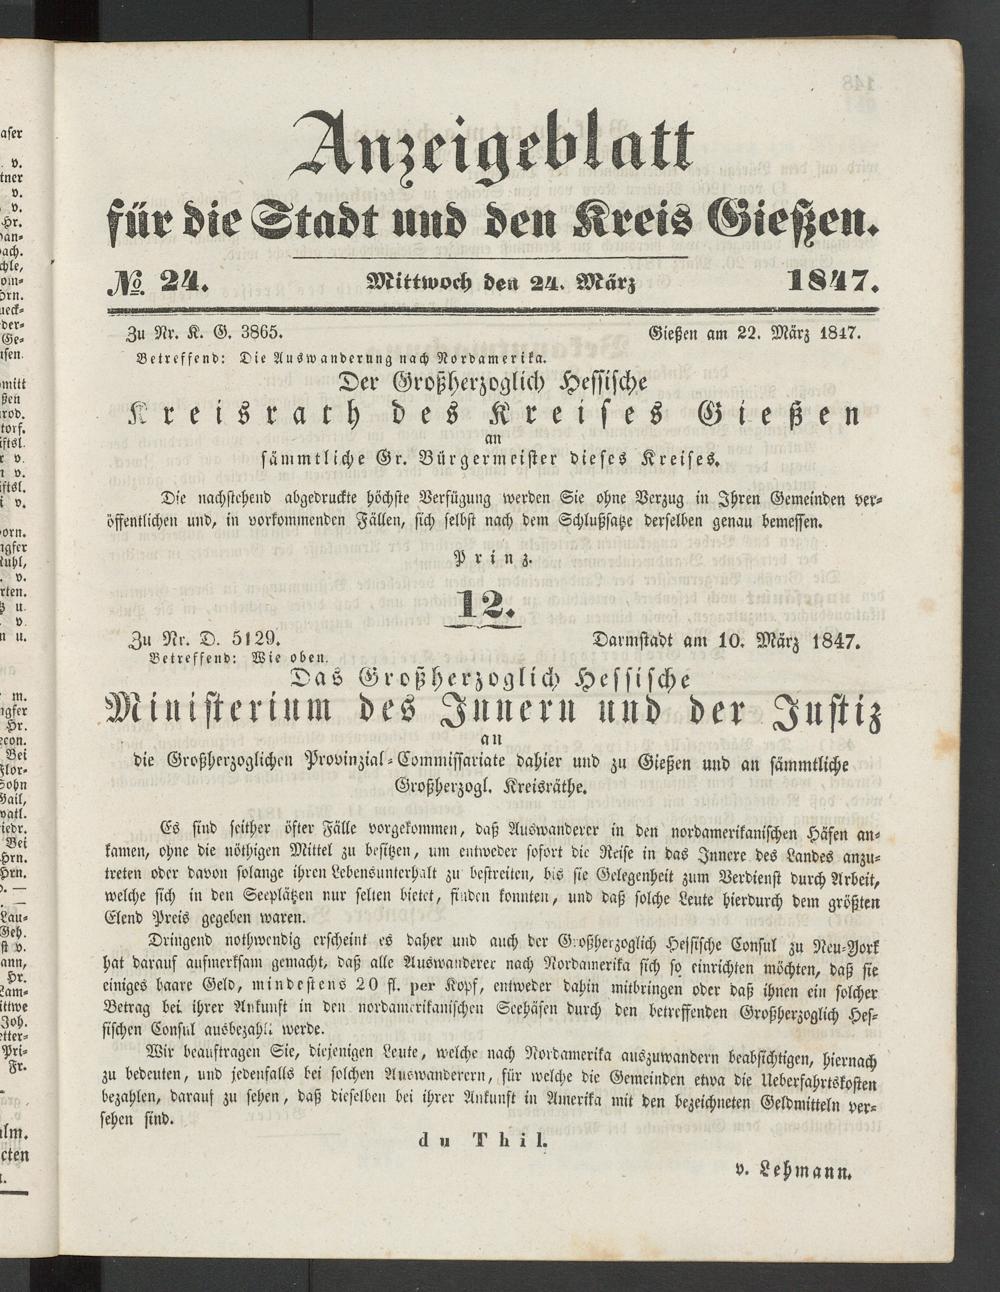 Anzeigeblatt
für die Stadt und den Kreis Gießen.
№ 24. Mittwoch den 24. März 1847.
Zu Nr. K. G. 3865. Gießen am 22. März 1847.
Betreffend: Die Auswanderung nach Nordamerika.
Der Großherzoglich Hessische
Kreisrath des Kreises Gießen
an
sämmtliche Gr. Bürgermeister dieses Kreises.
Die nachstehend abgedruckte höchste Verfügung werden Sie ohne Verzug in Ihren Gemeinden ver-
öffentlichen und, in vorkommenden Fällen, sich selbst nach dem Schlußsatze derselben genau bemessen.
Prinz.
12.
Zu Nr. D. 5129. Darmstadt am 10. März 1847.
Betreffend: Wie oben.
Das Großherzoglich Hessische
Ministerium des Innern und der Justiz
an
die Großherzoglichen Provinzial-Commissariate dahier und zu Gießen und an sämmtliche
Großherzogl. Kreisräthe.
Es sind seither öfter Fälle vorgekommen, daß Auswanderer in den nordamerikanischen Häfen an-
kamen, ohne die nöthigen Mittel zu besitzen, um entweder sofort die Reise in das Innere des Landes anzu-
treten oder davon solange ihren Lebensunterhalt zu bestreiten, bis sie Gelegenheit zum Verdienst durch Arbeit,
welche sich in den Seeplätzen nur selten bietet, finden konnten, und daß solche Leute hierdurch dem größten
Elend Preis gegeben waren.
Dringend nothwendig erscheint es daher und auch der Großherzoglich Hessische Consul zu Neu-York
hat darauf aufmerksam gemacht, daß alle Auswanderer nach Nordamerika sich so einrichten möchten, daß sie
einiges baare Geld, mindestens 20 fl. per Kopf, entweder dahin mitbringen oder daß ihnen ein solcher
Betrag bei ihrer Ankunft in den nordamerikanischen Seehäfen durch den betreffenden Großherzoglich Hes-
sischen Consul ausbezahlt werde.
Wir beauftragen Sie, diejenigen Leute, welche nach Nordamerika auszuwandern beabsichtigen, hiernach
zu bedeuten, und jedenfalls bei solchen Auswanderern, für welche die Gemeinden etwa die Ueberfahrtskosten
bezahlen, darauf zu sehen, daß dieselben bei ihrer Ankunft in Amerika mit den bezeichneten Geldmitteln ver-
sehen sind.
du Thil.
v. Lehmann.